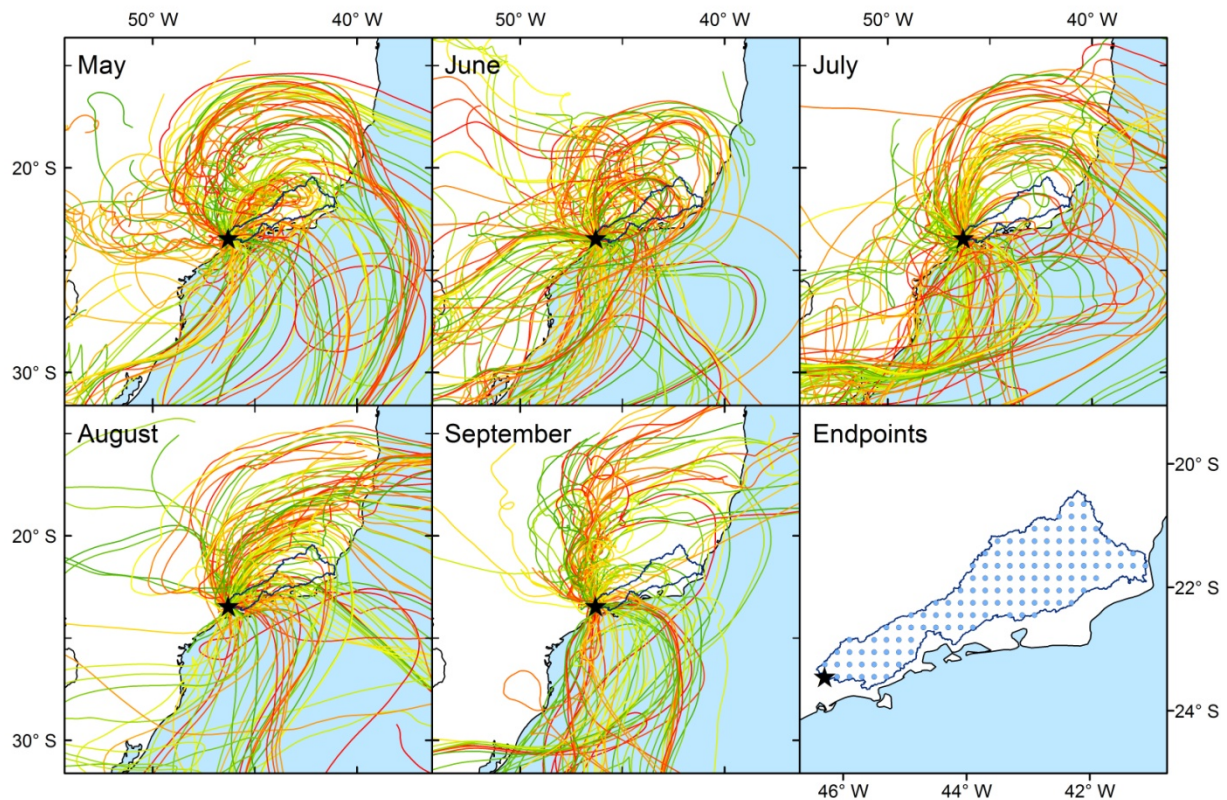 50° W 40° W 50° W 40° W 50° W 40° W
May June July
20° S
30° S
August September Endpoints
20° S
20° S
22° S
24° S
30° S
46° W 44° W 42° W